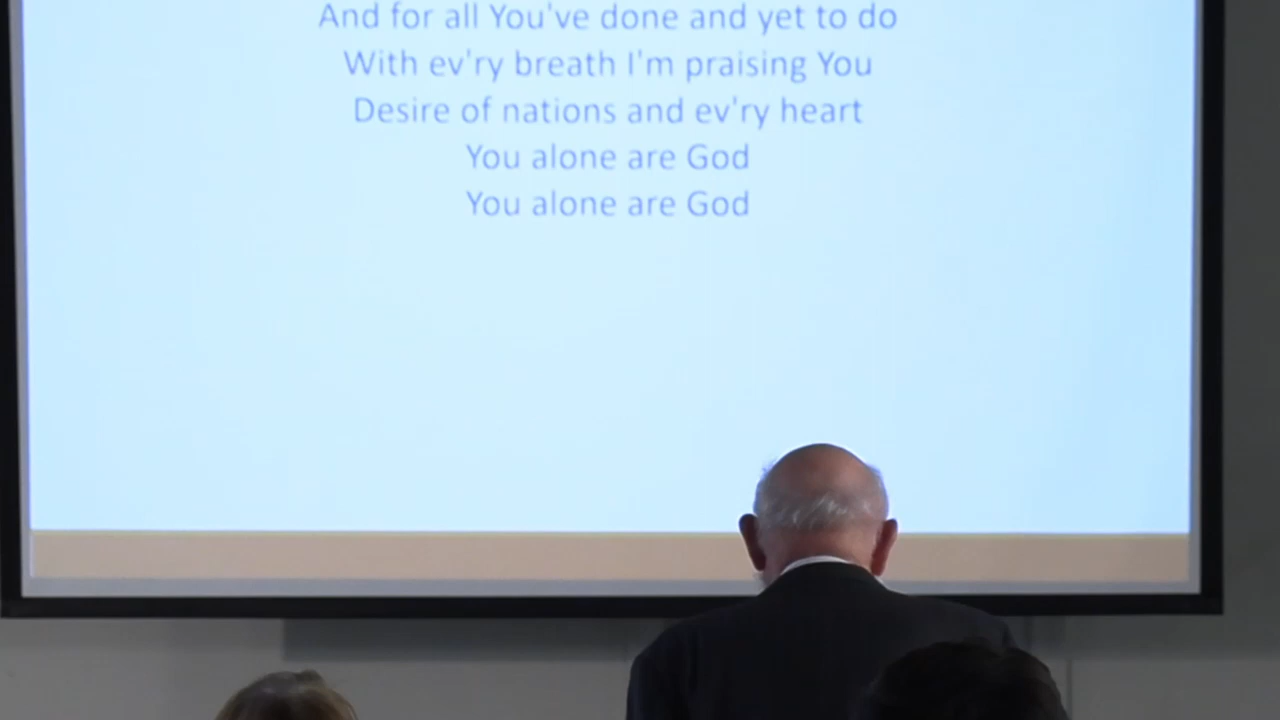 And for all You've done and yet to do
With ev'ry breath I'm praising You
Desire of nations and ev'ry heart
You alone are God
You alone are God